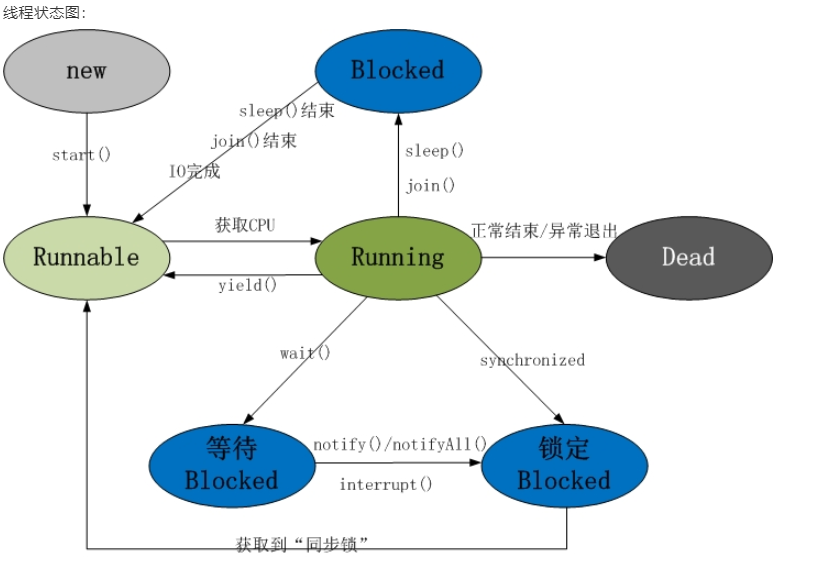 线程状态图：
new
Blocked
sleep()结束
join()结束
IO完成
start()
sleep()
join()
获取CPU
正常结束/异常退出
Runnable
Running
Dead
yield()
wait()
synchronized
等待
Blocked
notify()/notifyAll()
interrupt()
锁定
Blocked
获取到“同步锁”